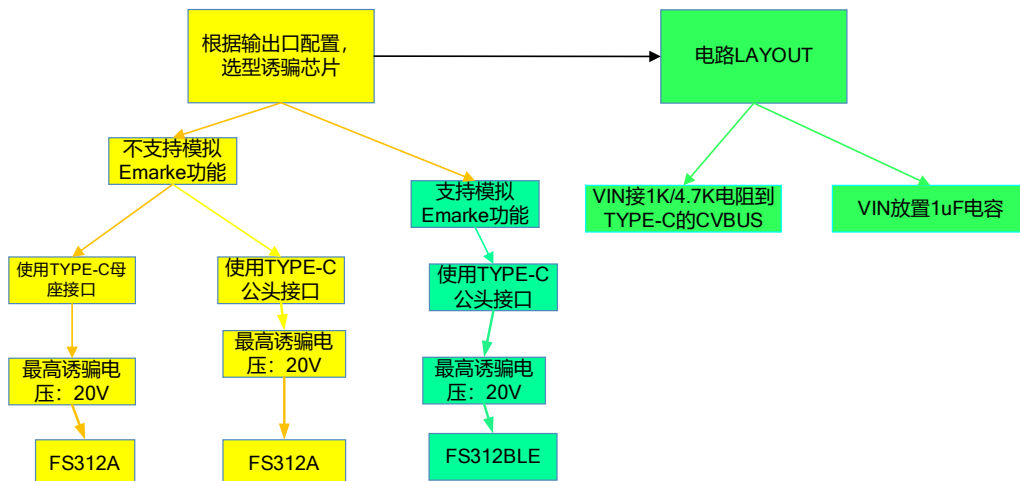 根据输出口配置，
选型诱骗芯片
电路LAYOUT
不支持模拟
Emarke功能
支持模拟
Emarke功能
VIN接1K/4.7K电阻到
TYPE-C的CVBUS
VIN放置1uF电容
使用TYPE-C母
座接口
使用TYPE-C
公头接口
使用TYPE-C
公头接口
最高诱骗电
压：20V
最高诱骗电
压：20V
最高诱骗电
压：20V
FS312A
FS312A
FS312BLE